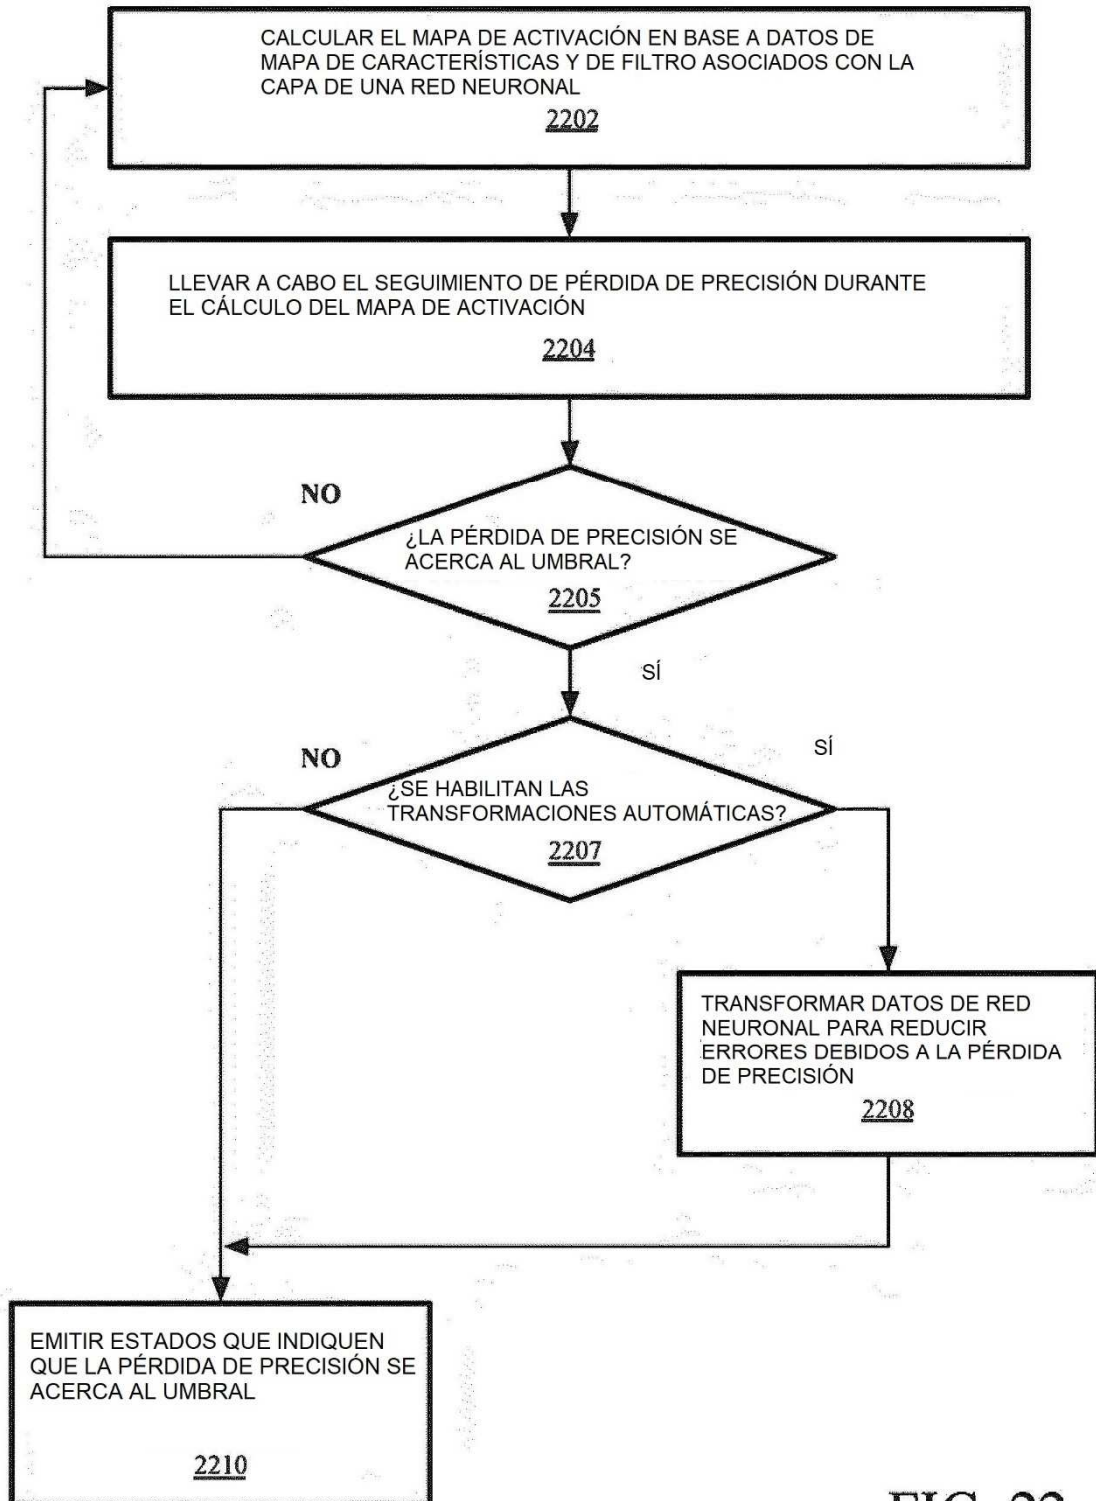 CALCULAR EL MAPA DE ACTIVACIÓN EN BASE A DATOS DE
MAPA DE CARACTERÍSTICAS Y DE FILTRO ASOCIADOS CON LA
CAPA DE UNA RED NEURONAL
2202
LLEVAR A CABO EL SEGUIMIENTO DE PÉRDIDA DE PRECISIÓN DURANTE
EL CÁLCULO DEL MAPA DE ACTIVACIÓN
2204
NO
¿LA PÉRDIDA DE PRECISIÓN SE
ACERCA AL UMBRAL?
2205
SÍ
NO
SÍ
¿SE HABILITAN LAS
TRANSFORMACIONES AUTOMÁTICAS?
2207
TRANSFORMAR DATOS DE RED
NEURONAL PARA REDUCIR
ERRORES DEBIDOS A LA PÉRDIDA
DE PRECISIÓN
2208
EMITIR ESTADOS QUE INDIQUEN
QUE LA PÉRDIDA DE PRECISIÓN SE
ACERCA AL UMBRAL
2210
FIG. 22